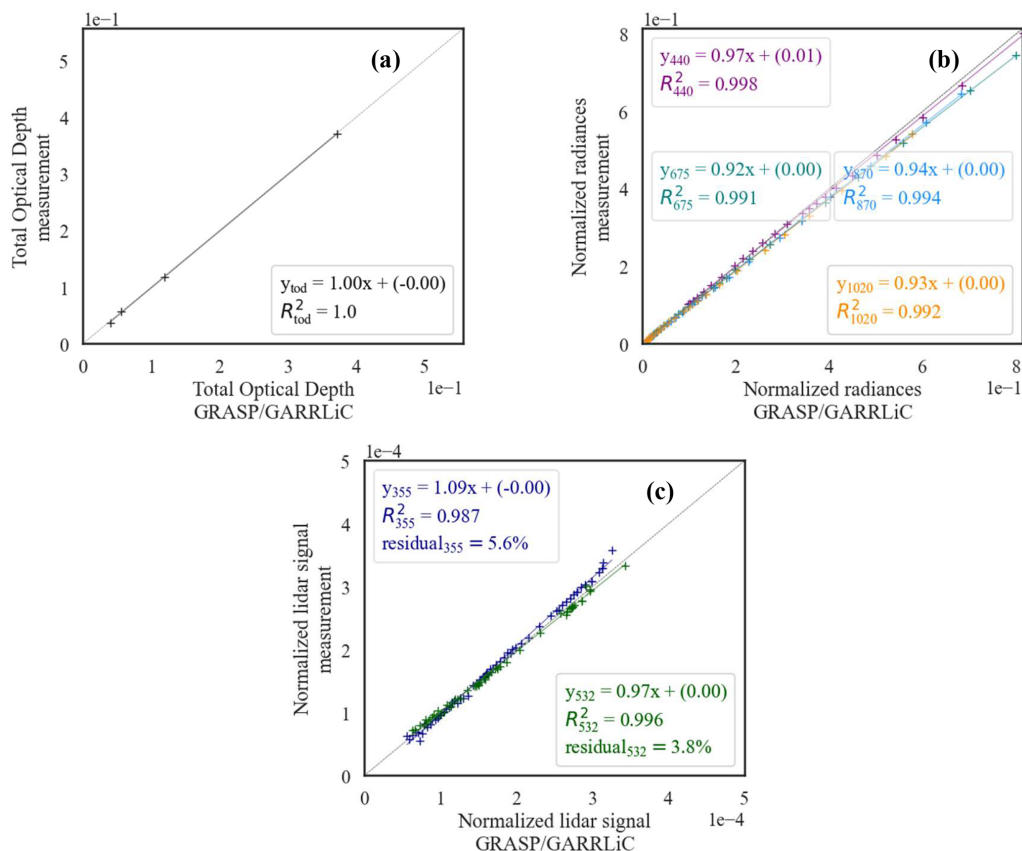 1e−1
(a)
5
4
3
2
1
0
Total Optical Depth
measurement
y_tod = 1.00x + (-0.00)
R²_tod = 1.0
0 1 2 3 4 5
1e−1
Total Optical Depth
GRASP/GARRLiC
1e−1
(b)
8
6
4
2
0
Normalized radiances
measurement
y_440 = 0.97x + (0.01)
R²_440 = 0.998
y_675 = 0.92x + (0.00)
R²_675 = 0.991
y_870 = 0.94x + (0.00)
R²_870 = 0.994
y_1020 = 0.93x + (0.00)
R²_1020 = 0.992
0 2 4 6 8
1e−1
Normalized radiances
GRASP/GARRLiC
1e−4
(c)
5
4
3
2
1
0
Normalized lidar signal
measurement
y_355 = 1.09x + (-0.00)
R²_355 = 0.987
residual_355 = 5.6%
y_532 = 0.97x + (0.00)
R²_532 = 0.996
residual_532 = 3.8%
0 1 2 3 4 5
1e−4
Normalized lidar signal
GRASP/GARRLiC